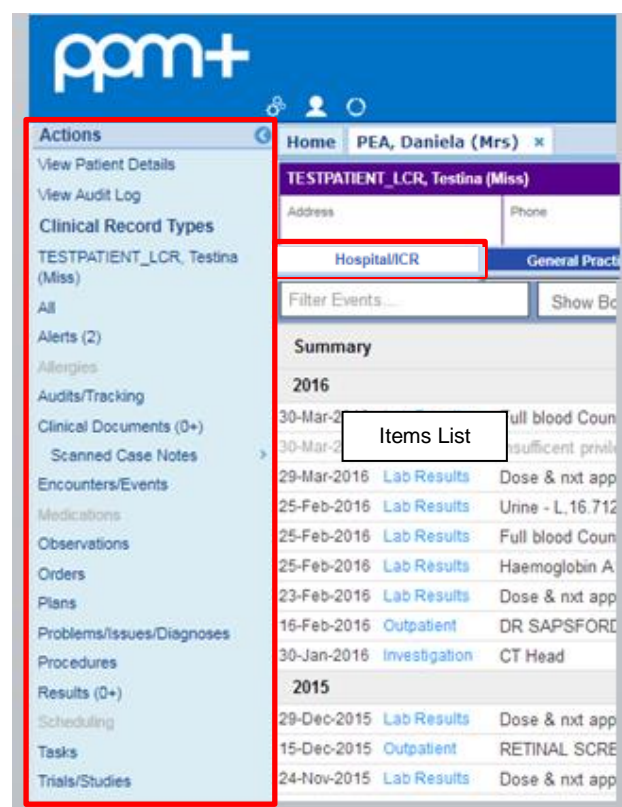 ppm+
Actions
View Patient Details
View Audit Log
Clinical Record Types
TESTPATIENT_LCR, Testina
(Miss)
All
Alerts (2)
Allergies
Audits/Tracking
Clinical Documents (0+)
Scanned Case Notes
Encounters/Events
Medications
Observations
Orders
Plans
Problems/Issues/Diagnoses
Procedures
Results (0+)
Scheduling
Tasks
Trials/Studies
Home PEA, Daniela (Mrs) ×
TESTPATIENT_LCR, Testina (Miss)
Address Phone
Hospital/ICR General Practi
Filter Events... Show Bo
Summary
2016
30-Mar-2 ull blood Coun
30-Mar-2 nsufficent privile
Items List
29-Mar-2016 Lab Results Dose & nxt app
25-Feb-2016 Lab Results Urine - L,16.712
25-Feb-2016 Lab Results Full blood Coun
25-Feb-2016 Lab Results Haemoglobin A
23-Feb-2016 Lab Results Dose & nxt app
16-Feb-2016 Outpatient DR SAPSFORD
30-Jan-2016 Investigation CT Head
2015
29-Dec-2015 Lab Results Dose & nxt app
15-Dec-2015 Outpatient RETINAL SCRE
24-Nov-2015 Lab Results Dose & nxt app